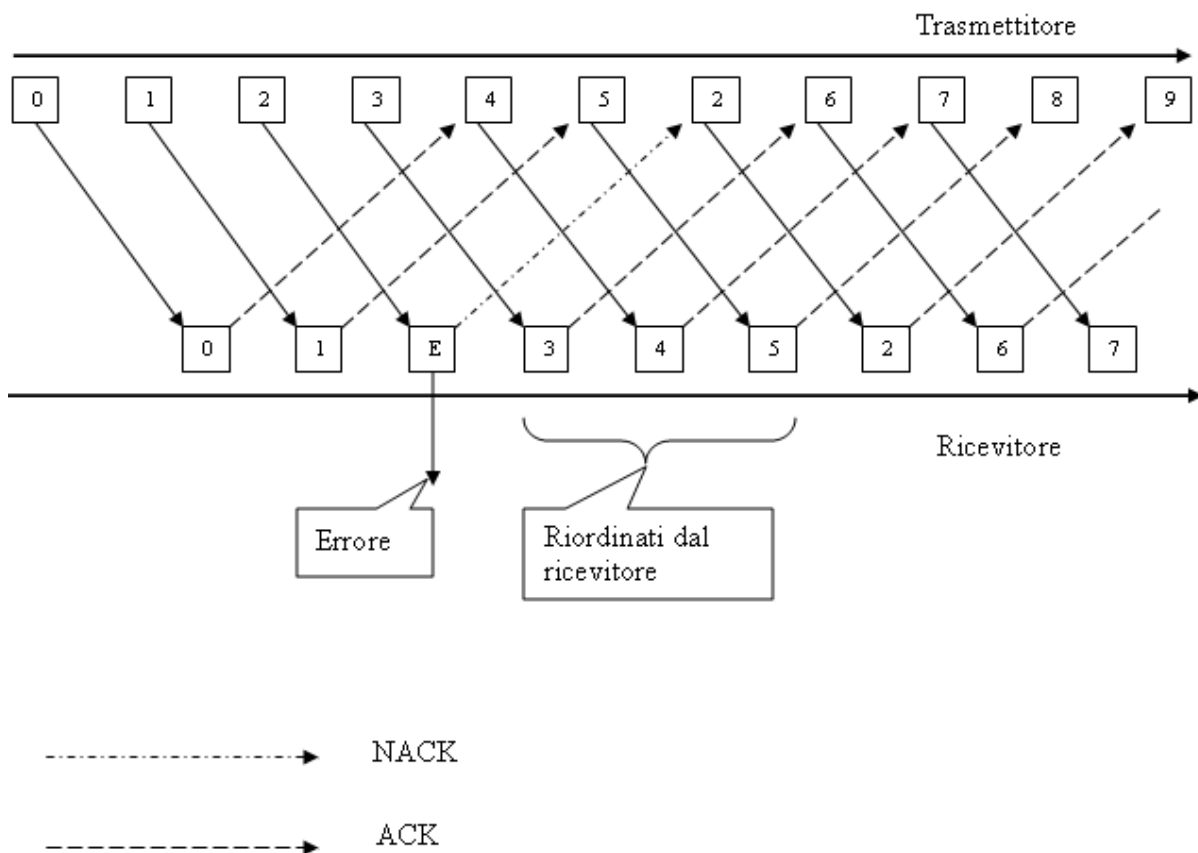 Trasmettitore
0 1 2 3 4 5 2 6 7 8 9
0 1 E 3 4 5 2 6 7
Ricevitore
Errore
Riordinati dal
ricevitore
NACK
ACK